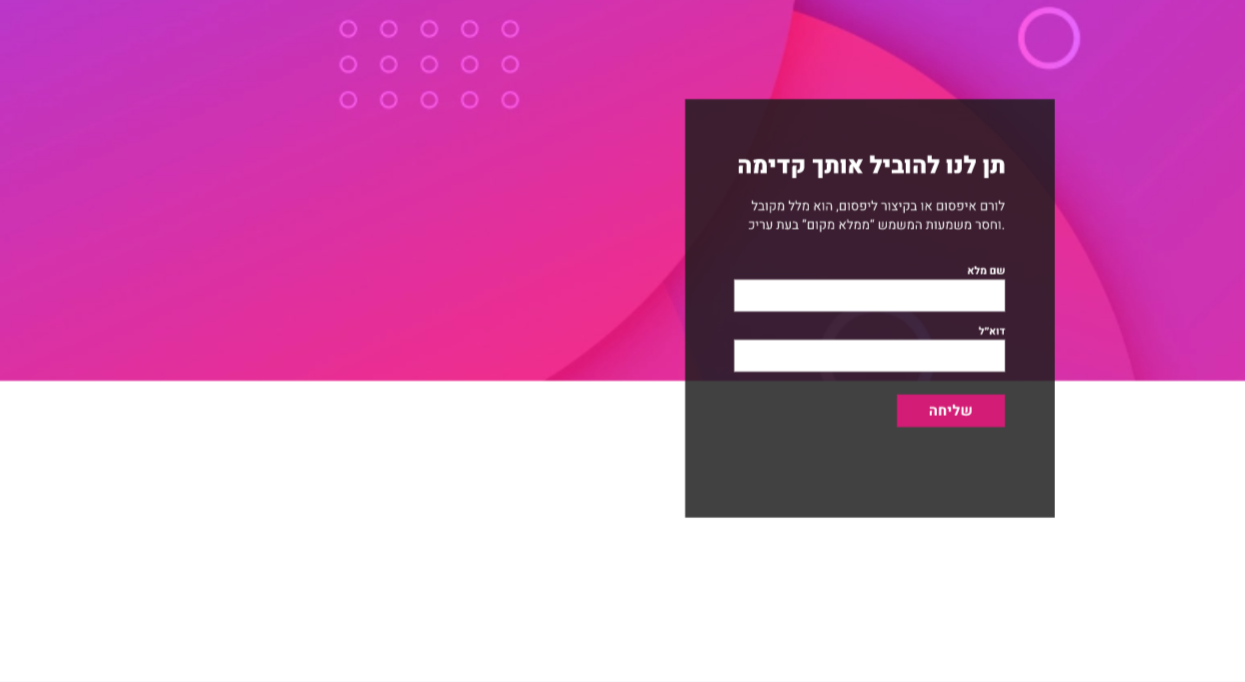 תן לנו להוביל אותך קדימה
לורם איפסום או בקיצור ליפסום, הוא מלל מקובל
וחסר משמעות המשמש "ממלא מקום" בעת עריכ.
שם מלא
דוא"ל
שליחה